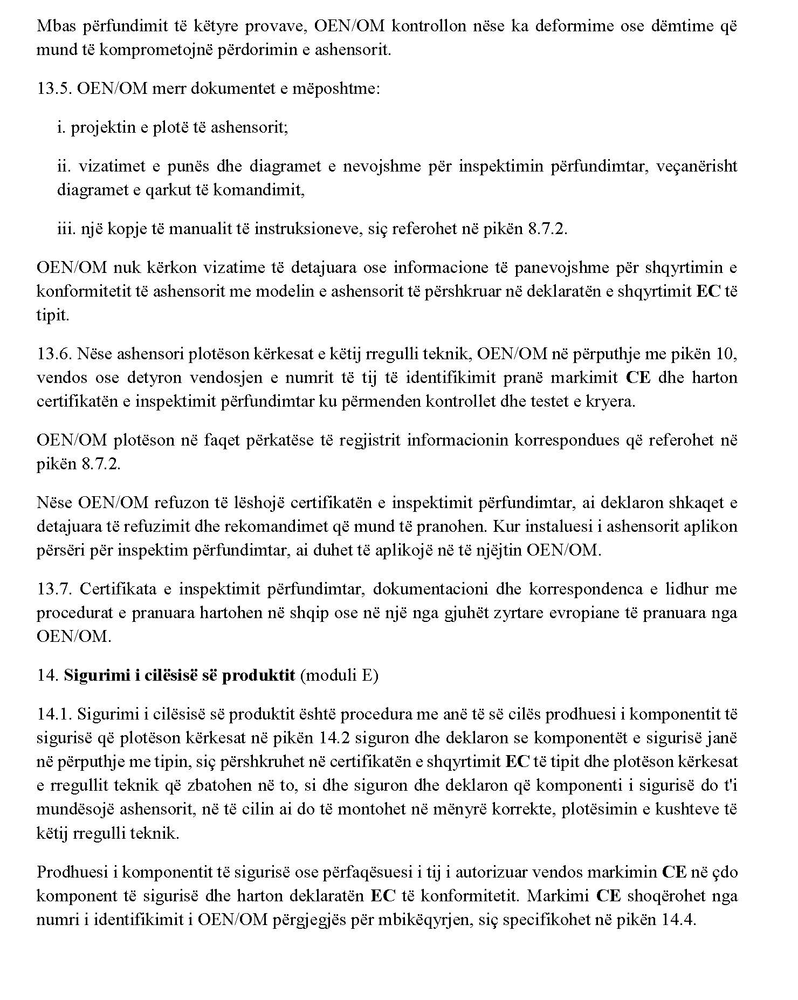 Mbas përfundimit të këtyre provave, OEN/OM kontrollon nëse ka deformime ose dëmtime që
mund të komprometojnë përdorimin e ashensorit.
13.5. OEN/OM merr dokumentet e mëposhtme:
i. projektin e plotë të ashensorit;
ii. vizatimet e punës dhe diagramet e nevojshme për inspektimin përfundimtar, veçanërisht
diagramet e qarkut të komandimit,
iii. një kopje të manualit të instruksioneve, siç referohet në pikën 8.7.2.
OEN/OM nuk kërkon vizatime të detajuara ose informacione të panevojshme për shqyrtimin e
konformitetit të ashensorit me modelin e ashensorit të përshkruar në deklaratën e shqyrtimit EC të
tipit.
13.6. Nëse ashensori plotëson kërkesat e këtij rregulli teknik, OEN/OM në përputhje me pikën 10,
vendos ose detyron vendosjen e numrit të tij të identifikimit pranë markimit CE dhe harton
certifikatën e inspektimit përfundimtar ku përmenden kontrollet dhe testet e kryera.
OEN/OM plotëson në faqet përkatëse të regjistrit informacionin korrespondues që referohet në
pikën 8.7.2.
Nëse OEN/OM refuzon të lëshojë certifikatën e inspektimit përfundimtar, ai deklaron shkaqet e
detajuara të refuzimit dhe rekomandimet që mund të pranohen. Kur instaluesi i ashensorit aplikon
përsëri për inspektim përfundimtar, ai duhet të aplikojë në të njëjtin OEN/OM.
13.7. Certifikata e inspektimit përfundimtar, dokumentacioni dhe korrespondenca e lidhur me
procedurat e pranuara hartohen në shqip ose në një nga gjuhët zyrtare evropiane të pranuara nga
OEN/OM.
14. Sigurimi i cilësisë së produktit (moduli E)
14.1. Sigurimi i cilësisë së produktit është procedura me anë të së cilës prodhuesi i komponentit të
sigurisë që plotëson kërkesat në pikën 14.2 siguron dhe deklaron se komponentët e sigurisë janë
në përputhje me tipin, siç përshkruhet në certifikatën e shqyrtimit EC të tipit dhe plotëson kërkesat
e rregullit teknik që zbatohen në to, si dhe siguron dhe deklaron që komponenti i sigurisë do t'i
mundësojë ashensorit, në të cilin ai do të montohet në mënyrë korrekte, plotësimin e kushteve të
këtij rregulli teknik.
Prodhuesi i komponentit të sigurisë ose përfaqësuesi i tij i autorizuar vendos markimin CE në çdo
komponent të sigurisë dhe harton deklaratën EC të konformitetit. Markimi CE shoqërohet nga
numri i identifikimit i OEN/OM përgjegjës për mbikëqyrjen, siç specifikohet në pikën 14.4.